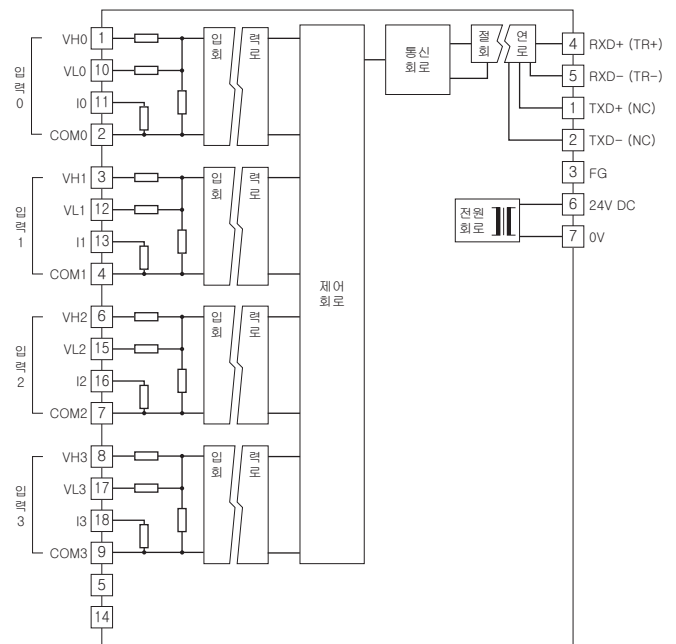 입력 0
VH0 1
VL0 10
I0 11
COM0 2
입력
회로
입력 1
VH1 3
VL1 12
I1 13
COM1 4
입력
회로
입력 2
VH2 6
VL2 15
I2 16
COM2 7
입력
회로
입력 3
VH3 8
VL3 17
I3 18
COM3 9
입력
회로
5
14
제어
회로
통신
회로
절연
회로
4 RXD+ (TR+)
5 RXD− (TR−)
1 TXD+ (NC)
2 TXD− (NC)
3 FG
전원
회로
6 24V DC
7 0V